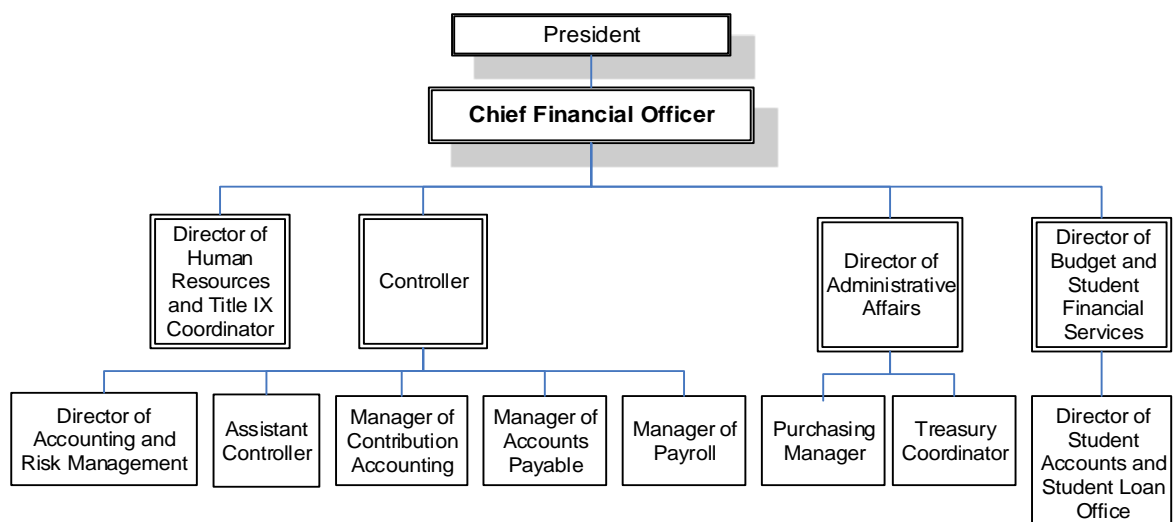 President
Chief Financial Officer
Director of
Human
Resources
and Title IX
Coordinator
Controller
Director of
Administrative
Affairs
Director of
Budget and
Student
Financial
Services
Director of
Accounting and
Risk Management
Assistant
Controller
Manager of
Contribution
Accounting
Manager of
Accounts
Payable
Manager of
Payroll
Purchasing
Manager
Treasury
Coordinator
Director of
Student
Accounts and
Student Loan
Office